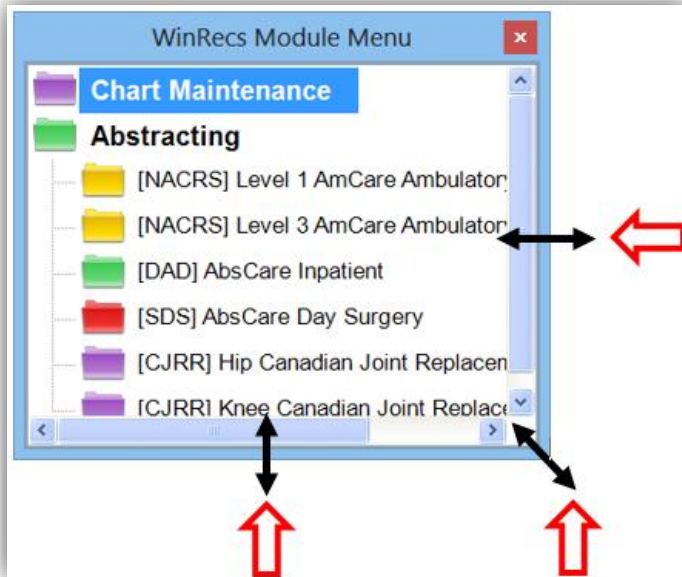 WinRecs Module Menu
Chart Maintenance
Abstracting
[NACRS] Level 1 AmCare Ambulatory
[NACRS] Level 3 AmCare Ambulatory
[DAD] AbsCare Inpatient
[SDS] AbsCare Day Surgery
[CJRR] Hip Canadian Joint Replacem
[CJRR] Knee Canadian Joint Replace